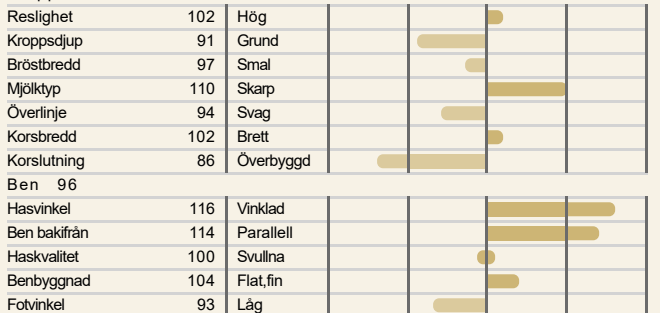 Reslighet 102 Hög
Kroppsdjup 91 Grund
Bröstbredd 97 Smal
Mjölktyp 110 Skarp
Överlinje 94 Svag
Korsbredd 102 Brett
Korslutning 86 Överbyggd
Ben 96
Hasvinkel 116 Vinklad
Ben bakifrån 114 Parallell
Haskvalitet 100 Svullna
Benbyggnad 104 Flat,fin
Fotvinkel 93 Låg